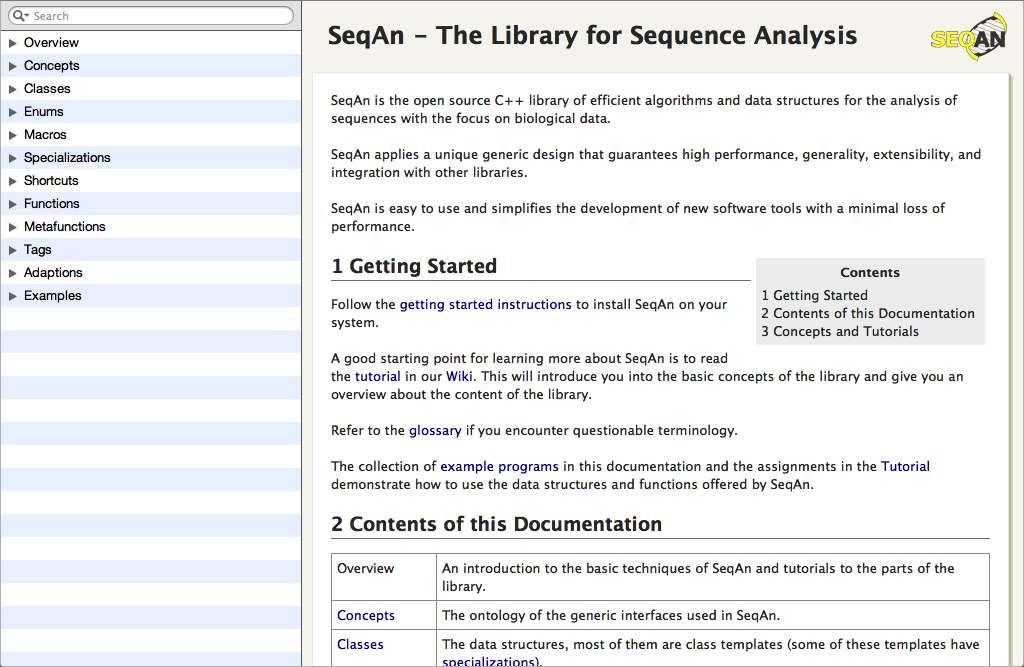 Search
Overview
Concepts
Classes
Enums
Macros
Specializations
Shortcuts
Functions
Metafunctions
Tags
Adaptions
Examples
SeqAn – The Library for Sequence Analysis
SEQAN
SeqAn is the open source C++ library of efficient algorithms and data structures for the analysis of
sequences with the focus on biological data.
SeqAn applies a unique generic design that guarantees high performance, generality, extensibility, and
integration with other libraries.
SeqAn is easy to use and simplifies the development of new software tools with a minimal loss of
performance.
1 Getting Started
Contents
1 Getting Started
2 Contents of this Documentation
3 Concepts and Tutorials
Follow the getting started instructions to install SeqAn on your
system.
A good starting point for learning more about SeqAn is to read
the tutorial in our Wiki. This will introduce you into the basic concepts of the library and give you an
overview about the content of the library.
Refer to the glossary if you encounter questionable terminology.
The collection of example programs in this documentation and the assignments in the Tutorial
demonstrate how to use the data structures and functions offered by SeqAn.
2 Contents of this Documentation
Overview An introduction to the basic techniques of SeqAn and tutorials to the parts of the
library.
Concepts The ontology of the generic interfaces used in SeqAn.
Classes The data structures, most of them are class templates (some of these templates have
specializations).